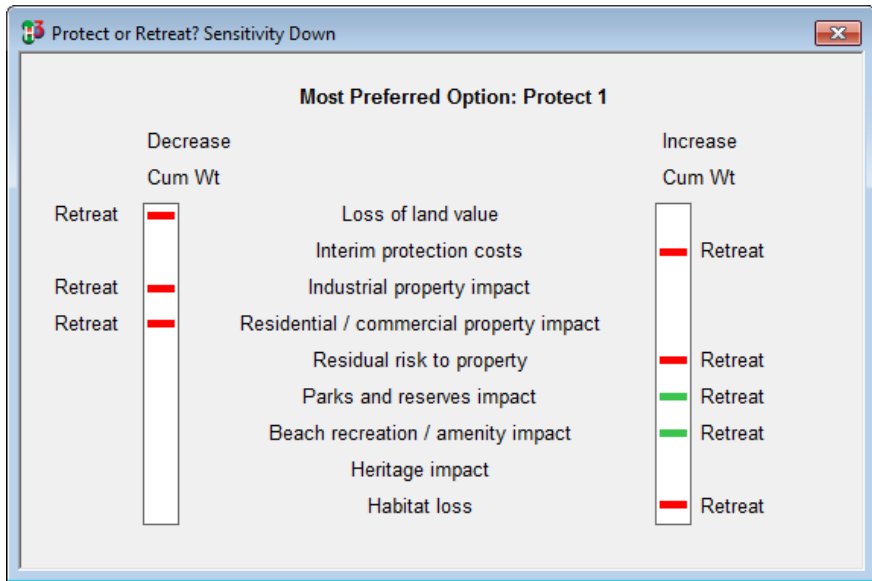 Protect or Retreat? Sensitivity Down
Most Preferred Option: Protect 1
Decrease Increase
Cum Wt Cum Wt
Retreat Loss of land value
Interim protection costs Retreat
Retreat Industrial property impact
Retreat Residential / commercial property impact
Residual risk to property Retreat
Parks and reserves impact Retreat
Beach recreation / amenity impact Retreat
Heritage impact
Habitat loss Retreat